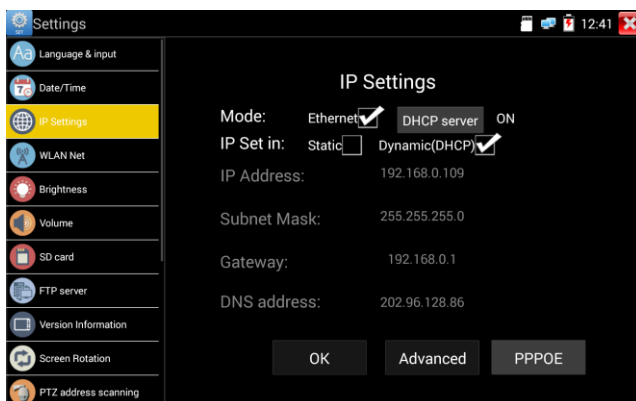 SET
Settings
12:41
Aa Language & input
7 Date/Time
IP Settings
WLAN Net
Brightness
Volume
SD card
FTP server
Version Information
Screen Rotation
PTZ address scanning
IP Settings
Mode: Ethernet DHCP server ON
IP Set in: Static Dynamic(DHCP)
IP Address: 192.168.0.109
Subnet Mask: 255.255.255.0
Gateway: 192.168.0.1
DNS address: 202.96.128.86
OK Advanced PPPOE